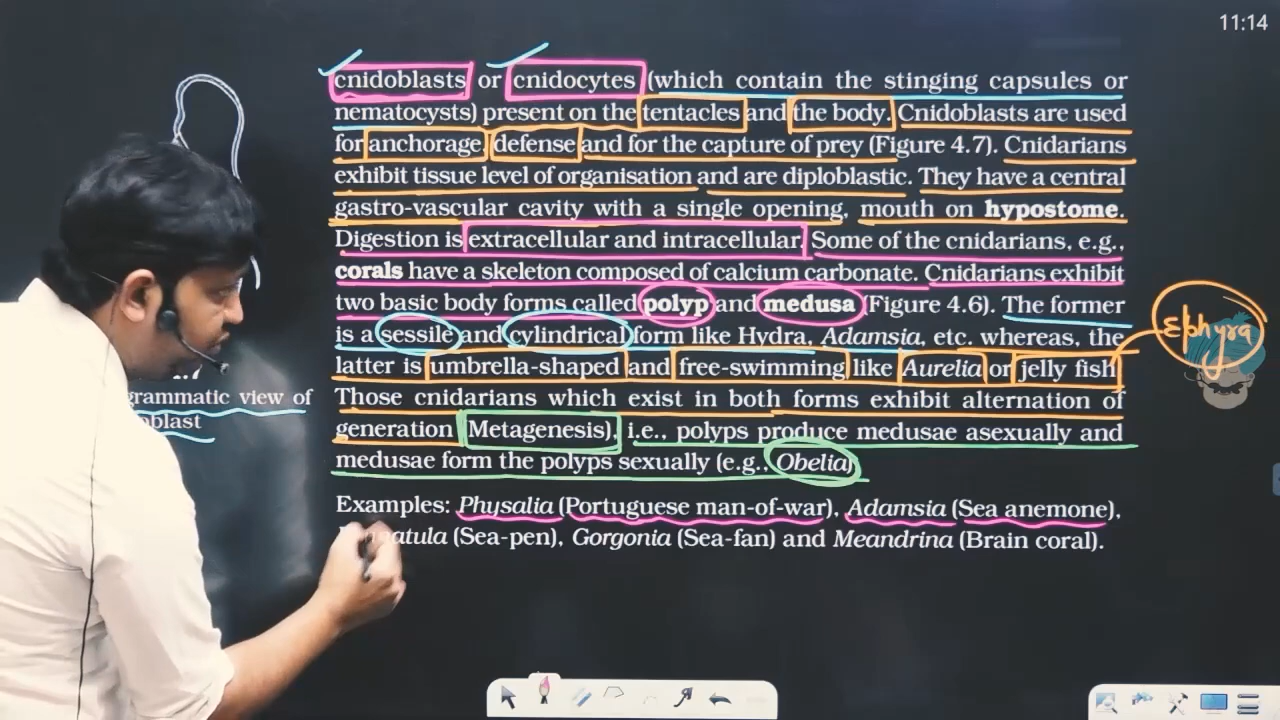 11:14
cnidoblasts or cnidocytes (which contain the stinging capsules or
nematocysts) present on the tentacles and the body. Cnidoblasts are used
for anchorage, defense and for the capture of prey (Figure 4.7). Cnidarians
exhibit tissue level of organisation and are diploblastic. They have a central
gastro-vascular cavity with a single opening, mouth on hypostome.
Digestion is extracellular and intracellular. Some of the cnidarians, e.g.,
corals have a skeleton composed of calcium carbonate. Cnidarians exhibit
two basic body forms called polyp and medusa (Figure 4.6). The former
is a sessile and cylindrical form like Hydra, Adamsia, etc. whereas, the
latter is umbrella-shaped and free-swimming like Aurelia or jelly fish
Those cnidarians which exist in both forms exhibit alternation of
generation Metagenesis), i.e., polyps produce medusae asexually and
medusae form the polyps sexually (e.g., Obelia)
Ephyra
grammatic view of
blast
Examples: Physalia (Portuguese man-of-war), Adamsia (Sea anemone),
atula (Sea-pen), Gorgonia (Sea-fan) and Meandrina (Brain coral).